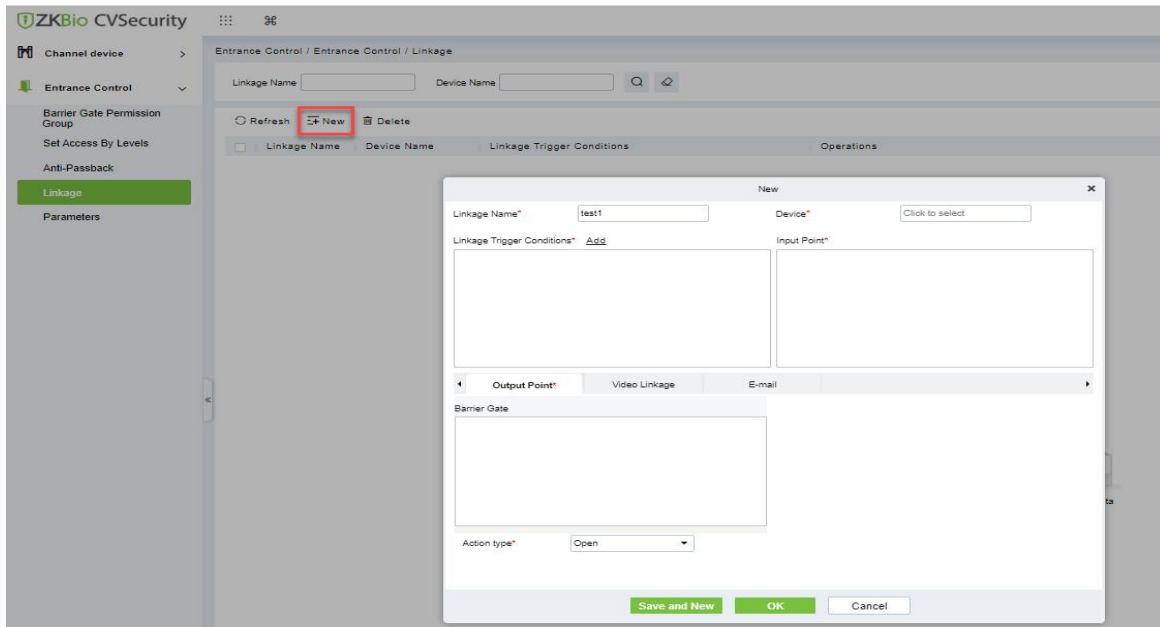 ZKBio CVSecurity
Channel device
Entrance Control / Entrance Control / Linkage
Entrance Control
Linkage Name
Device Name
Barrier Gate Permission
Group
Refresh New Delete
Set Access By Levels
Linkage Name Device Name Linkage Trigger Conditions Operations
Anti-Passback
Linkage
Parameters
New
Linkage Name* test1 Device* Click to select
Linkage Trigger Conditions* Add Input Point*
Output Point* Video Linkage E-mail
Barrier Gate
Action type* Open
Save and New OK Cancel